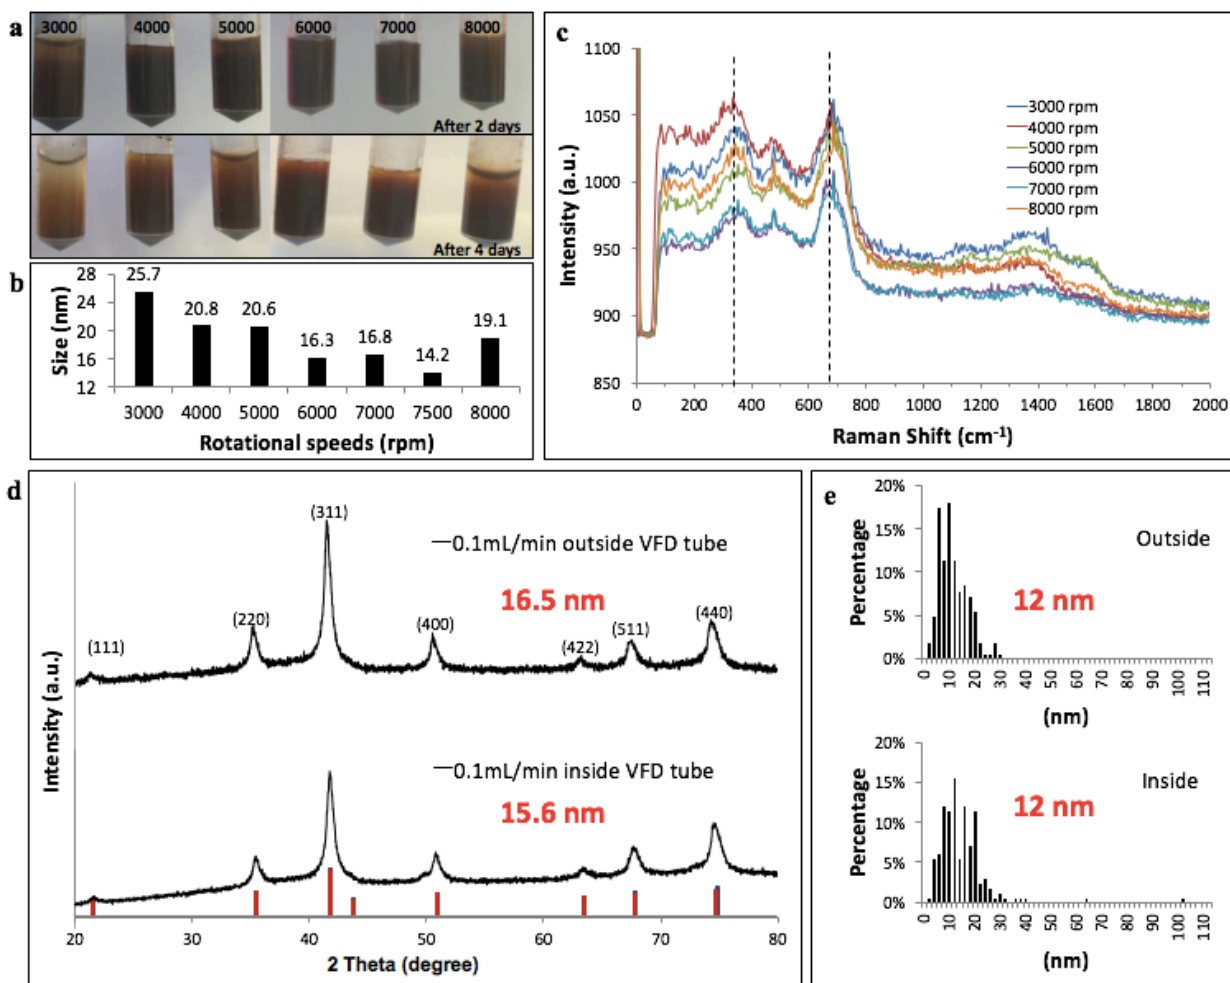 a
3000 4000 5000 6000 7000 8000
After 2 days
After 4 days
b
Size (nm)
28
24
20
16
12
25.7 20.8 20.6 16.3 16.8 14.2 19.1
3000 4000 5000 6000 7000 7500 8000
Rotational speeds (rpm)
c
Intensity (a.u.)
1100
1050
1000
950
900
850
3000 rpm
4000 rpm
5000 rpm
6000 rpm
7000 rpm
8000 rpm
0 200 400 600 800 1000 1200 1400 1600 1800 2000
Raman Shift (cm⁻¹)
d
Intensity (a.u.)
(111) (220) (311) (400) (422) (511) (440)
0.1mL/min outside VFD tube
16.5 nm
0.1mL/min inside VFD tube
15.6 nm
20 30 40 50 60 70 80
2 Theta (degree)
e
Percentage
20%
15%
10%
5%
0%
Outside
12 nm
0 10 20 30 40 50 60 70 80 90 100 110
(nm)
Percentage
20%
15%
10%
5%
0%
Inside
12 nm
0 10 20 30 40 50 60 70 80 90 100 110
(nm)